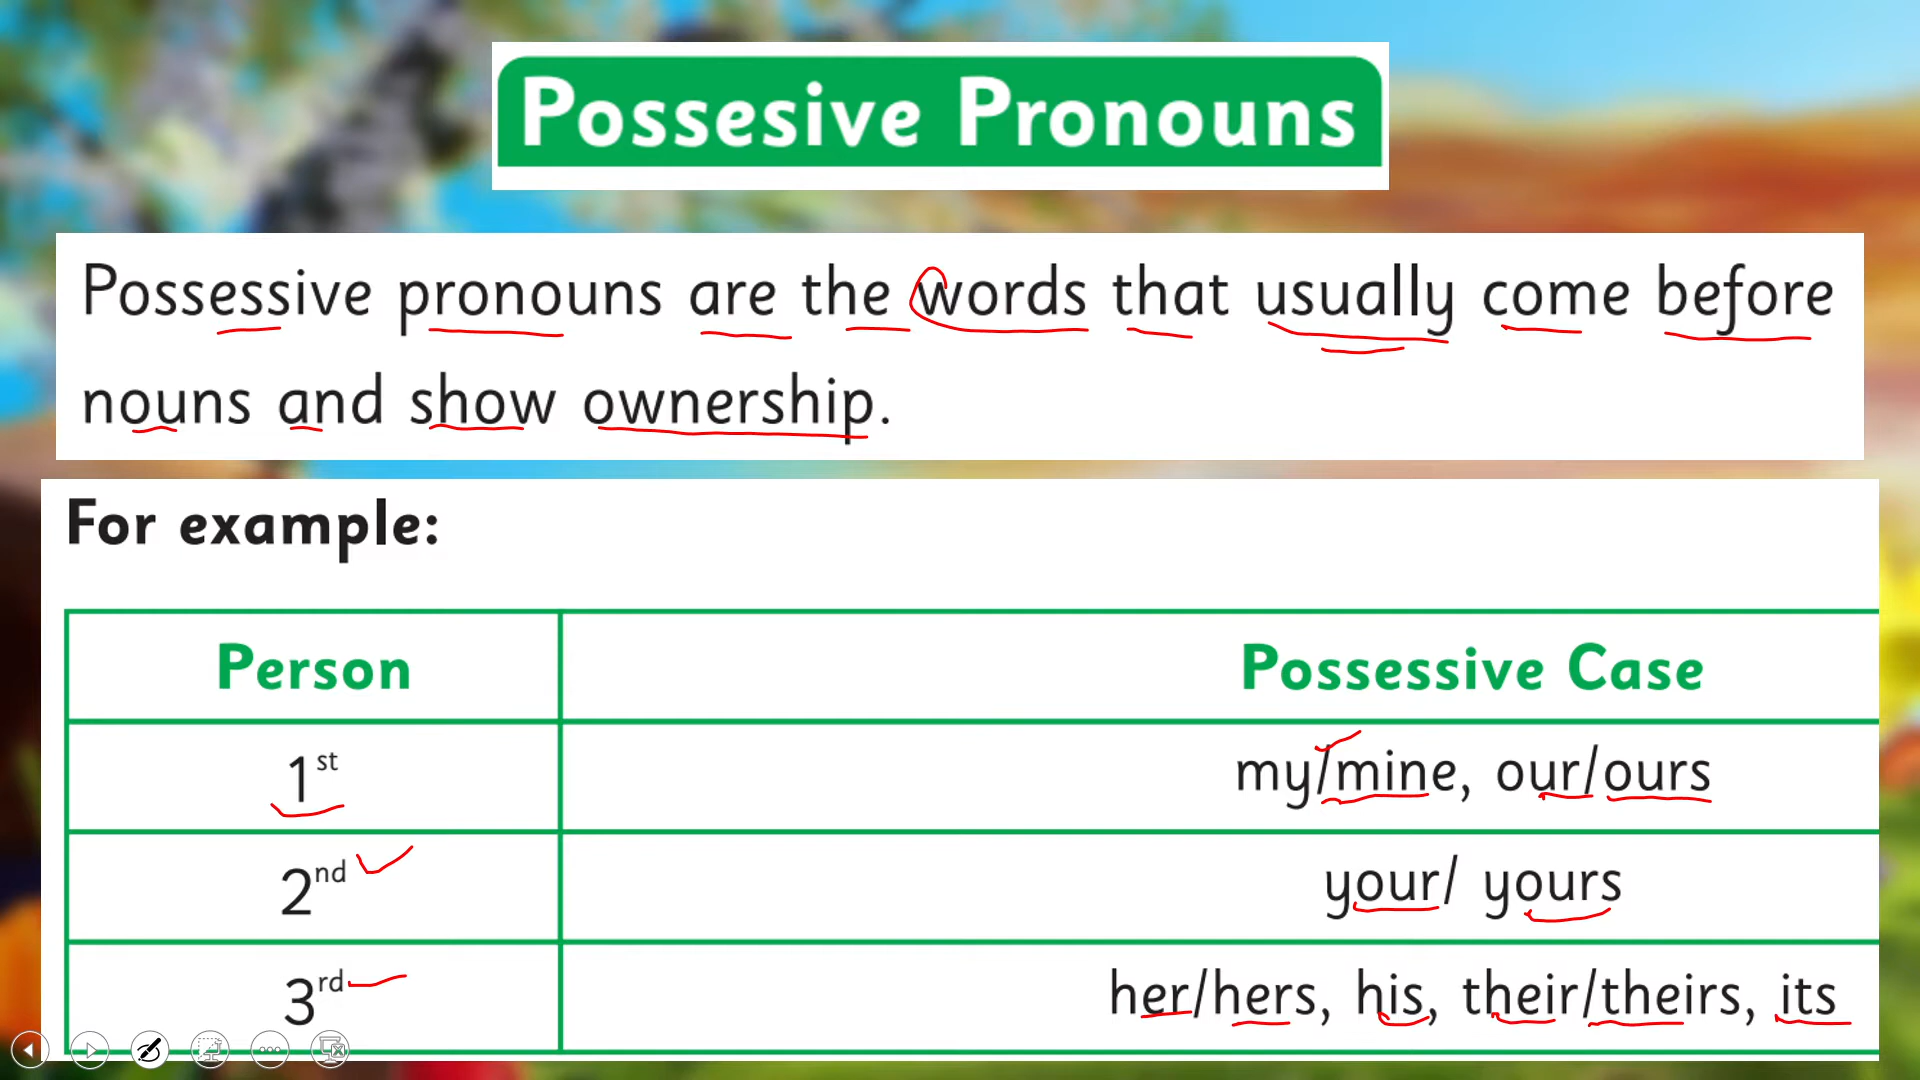 Possesive Pronouns
Possessive pronouns are the words that usually come before
nouns and show ownership.
For example:
Person Possessive Case
1st my/mine, our/ours
2nd your/ yours
3rd her/hers, his, their/theirs, its